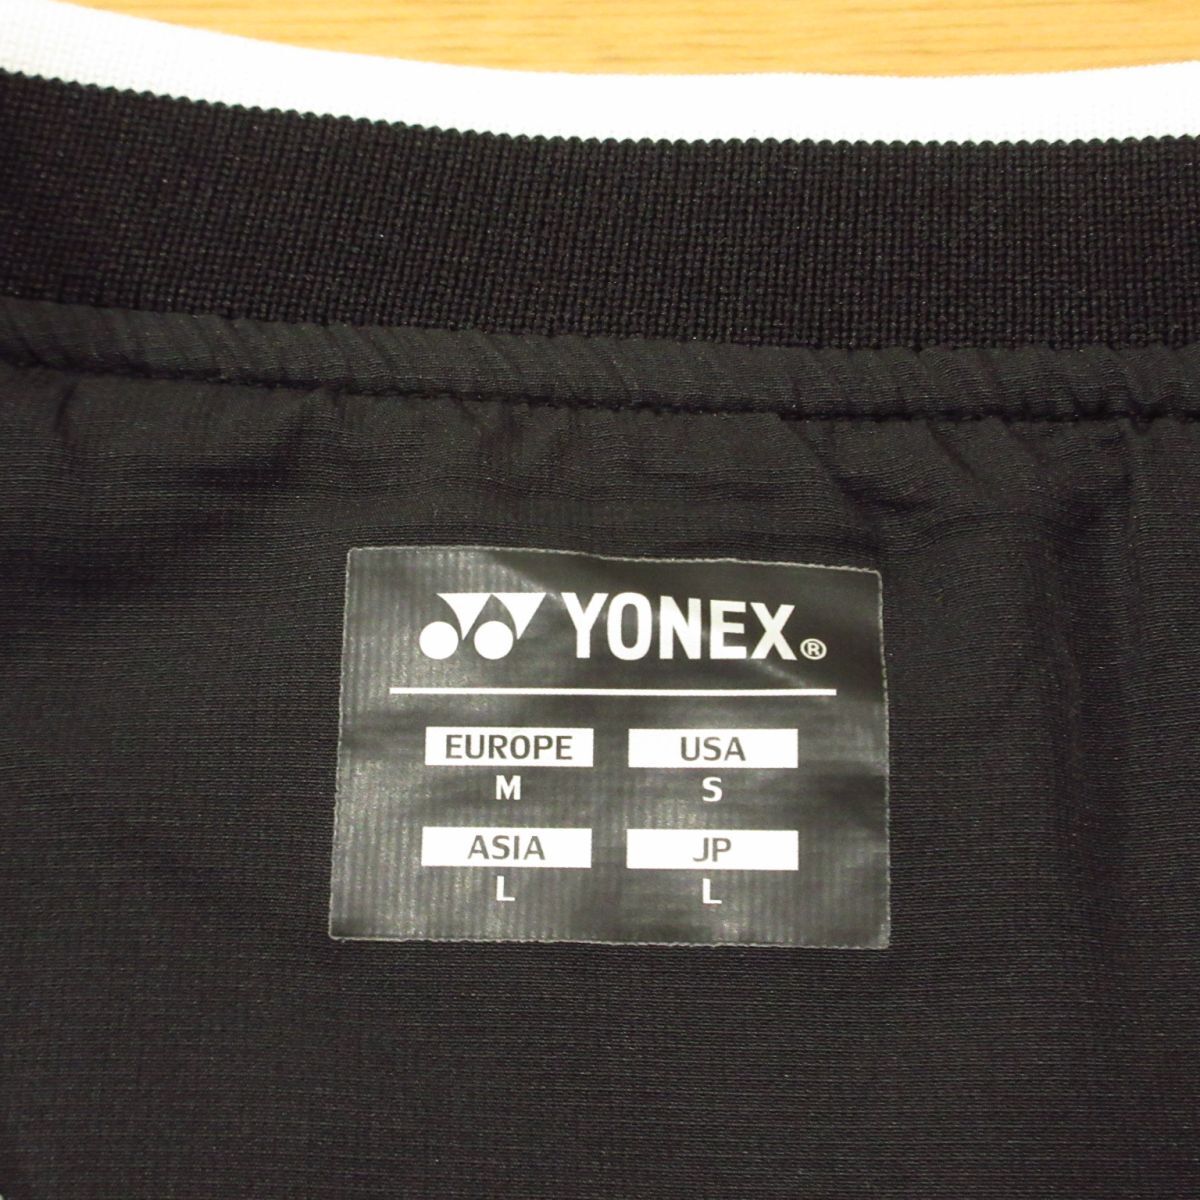 YONEX®
EUROPE USA
M S
ASIA JP
L L